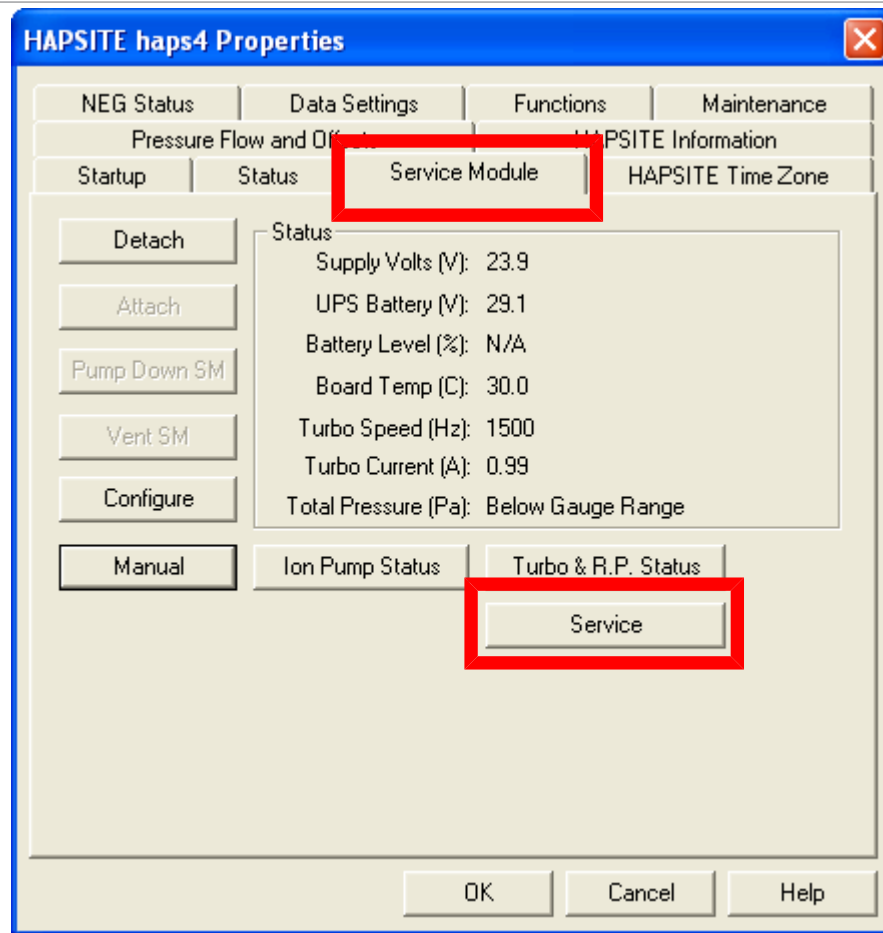 HAPSITE haps4 Properties
NEG Status Data Settings Functions Maintenance
Pressure Flow and HAPSITE Information
Startup Status Service Module HAPSITE Time Zone
Detach
Attach
Pump Down SM
Vent SM
Configure
Manual
Status
Supply Volts (V): 23.9
UPS Battery (V): 29.1
Battery Level (%): N/A
Board Temp (C): 30.0
Turbo Speed (Hz): 1500
Turbo Current (A): 0.99
Total Pressure (Pa): Below Gauge Range
Ion Pump Status Turbo & R.P. Status
Service
OK Cancel Help